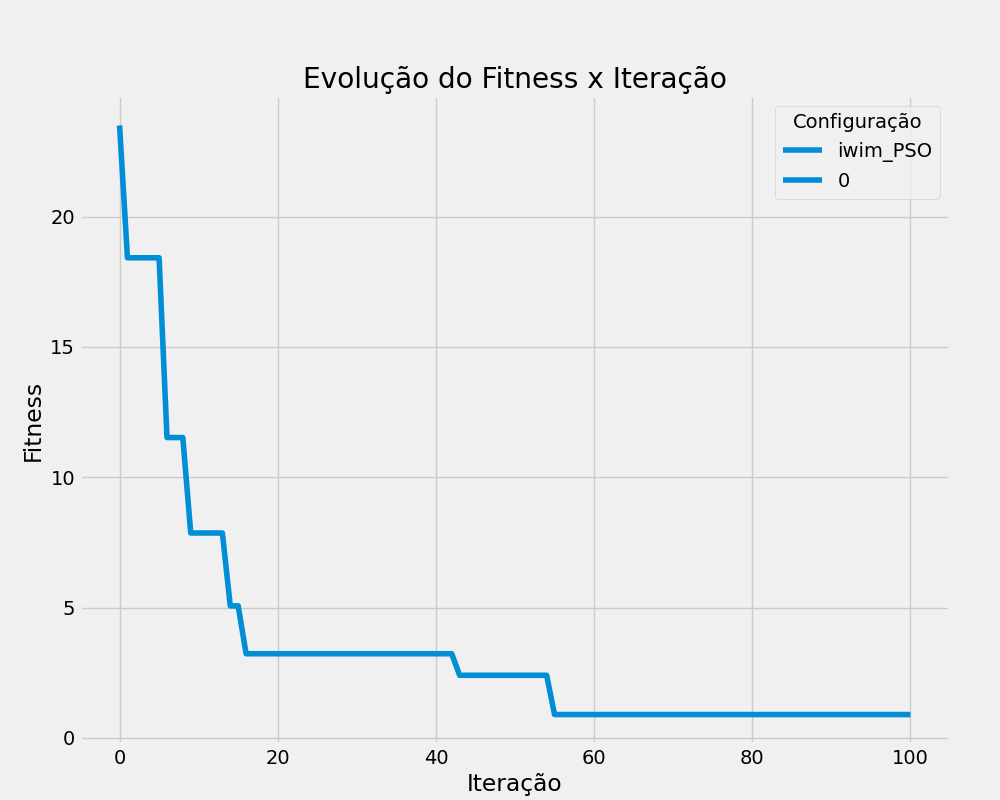 Evolução do Fitness x Iteração
Configuração
iwim_PSO
0
Fitness
20
15
10
5
0
0 20 40 60 80 100
Iteração